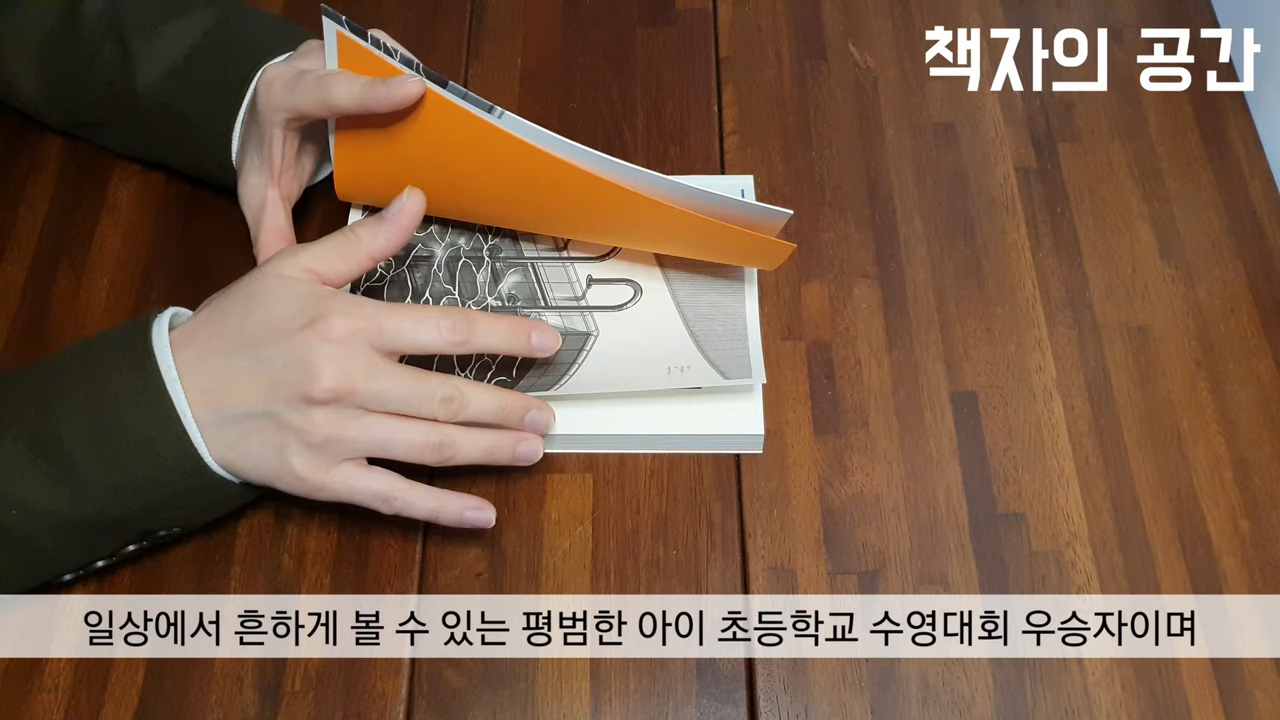 책자의 공간
일상에서 흔하게 볼 수 있는 평범한 아이 초등학교 수영대회 우승자이며